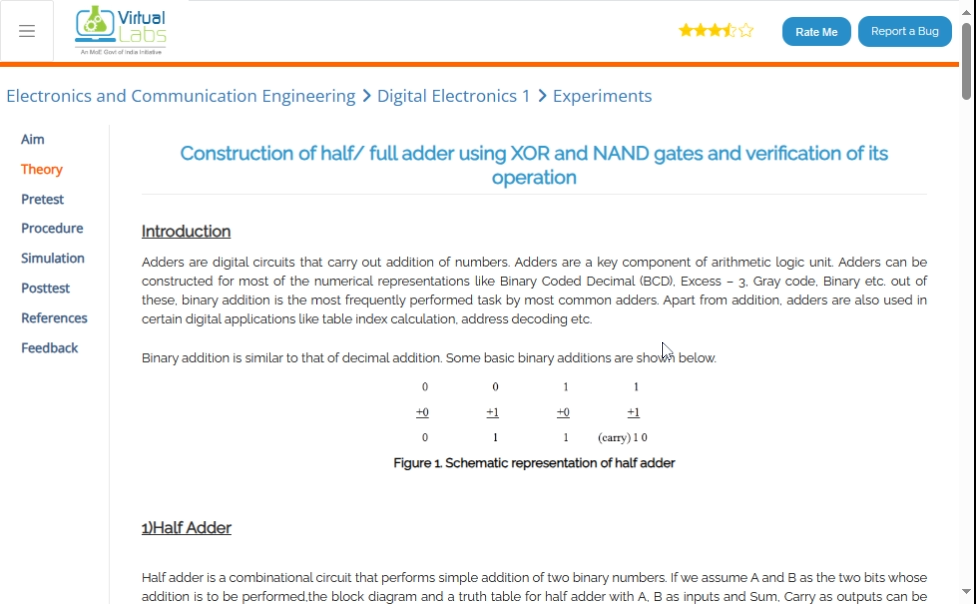 Virtual
Labs
An MoE Govt of India Initiative
Rate Me
Report a Bug
Electronics and Communication Engineering > Digital Electronics 1 > Experiments
Aim
Theory
Pretest
Procedure
Simulation
Posttest
References
Feedback
Construction of half/ full adder using XOR and NAND gates and verification of its
operation
Introduction
Adders are digital circuits that carry out addition of numbers. Adders are a key component of arithmetic logic unit. Adders can be
constructed for most of the numerical representations like Binary Coded Decimal (BCD), Excess – 3, Gray code, Binary etc. out of
these, binary addition is the most frequently performed task by most common adders. Apart from addition, adders are also used in
certain digital applications like table index calculation, address decoding etc.
Binary addition is similar to that of decimal addition. Some basic binary additions are shown below.
0 0 1 1
+0 +1 +0 +1
0 1 1 (carry) 1 0
Figure 1. Schematic representation of half adder
1)Half Adder
Half adder is a combinational circuit that performs simple addition of two binary numbers. If we assume A and B as the two bits whose
addition is to be performed,the block diagram and a truth table for half adder with A, B as inputs and Sum, Carry as outputs can be